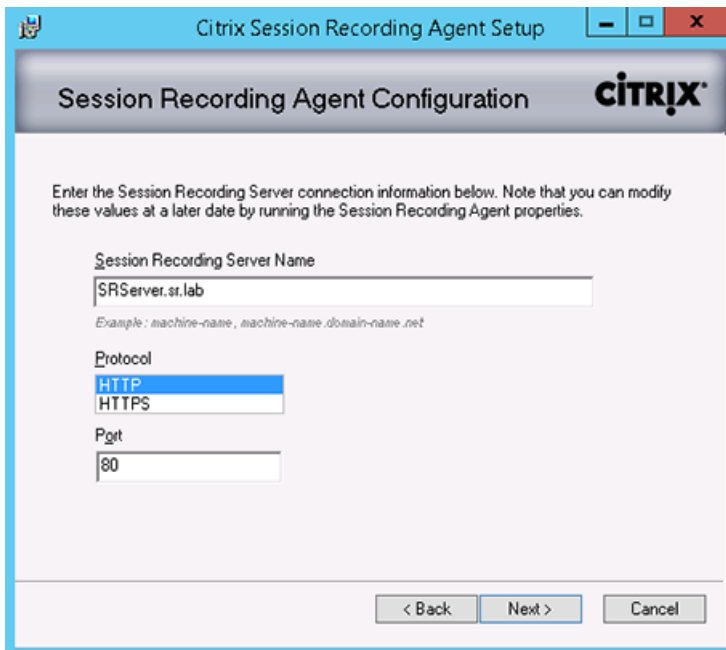 Citrix Session Recording Agent Setup
Session Recording Agent Configuration
CITRIX
Enter the Session Recording Server connection information below. Note that you can modify
these values at a later date by running the Session Recording Agent properties.
Session Recording Server Name
SRServer.sr.lab
Example: machine-name, machine-name.domain-name.net
Protocol
HTTP
HTTPS
Port
80
< Back
Next >
Cancel